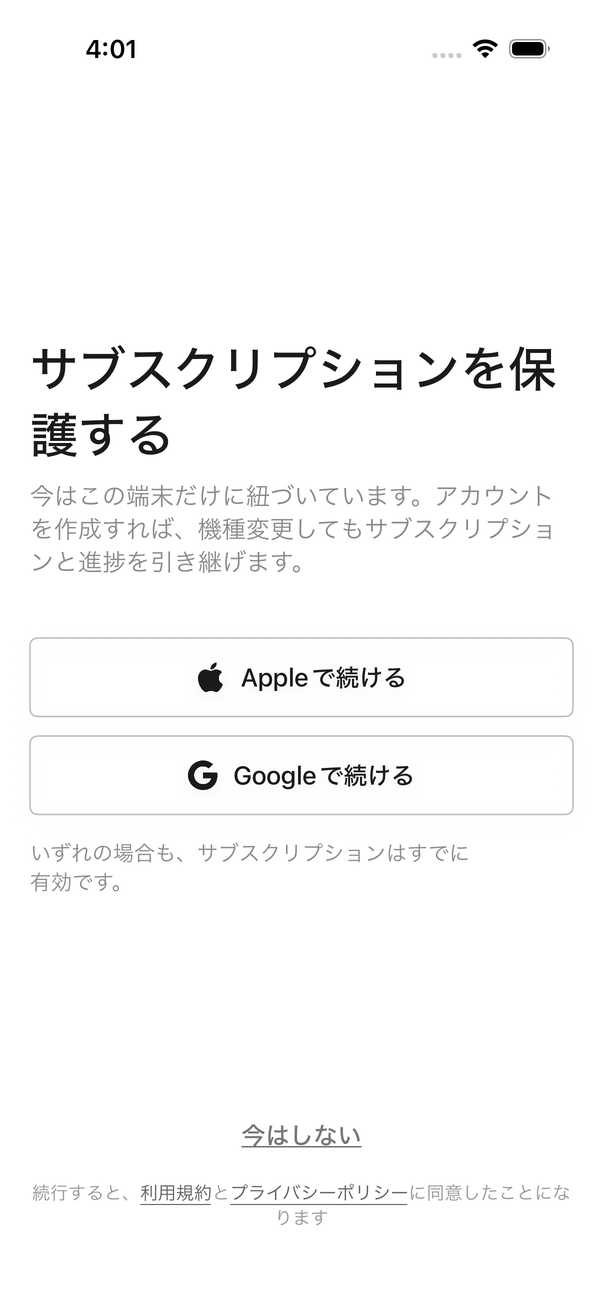 4:01
サブスクリプションを保
護する
今はこの端末だけに紐づいています。アカウント
を作成すれば、機種変更してもサブスクリプショ
ンと進捗を引き継げます。
Appleで続ける
Googleで続ける
いずれの場合も、サブスクリプションはすでに
有効です。
今はしない
続行すると、利用規約とプライバシーポリシーに同意したことにな
ります